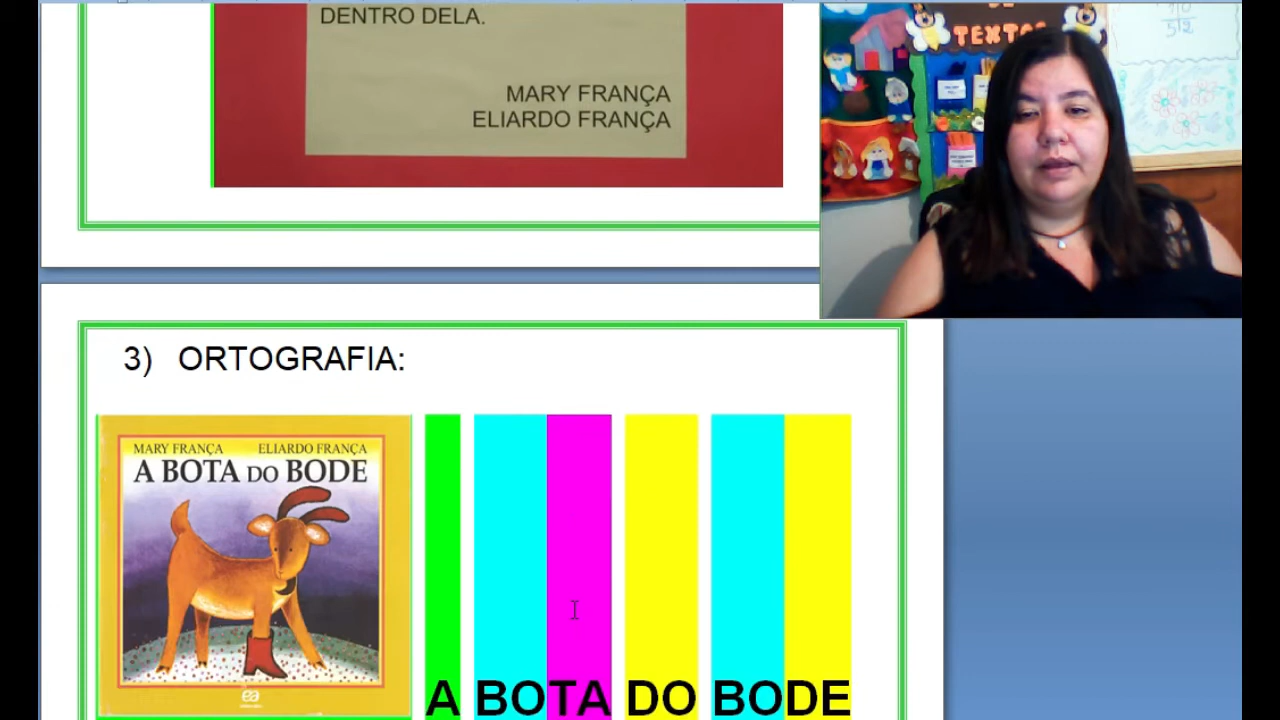 DENTRO DELA.
MARY FRANÇA
ELIARDO FRANÇA
DE
TEXTOS
3) ORTOGRAFIA:
MARY FRANÇA ELIARDO FRANÇA
A BOTA DO BODE
A BOTA DO BODE